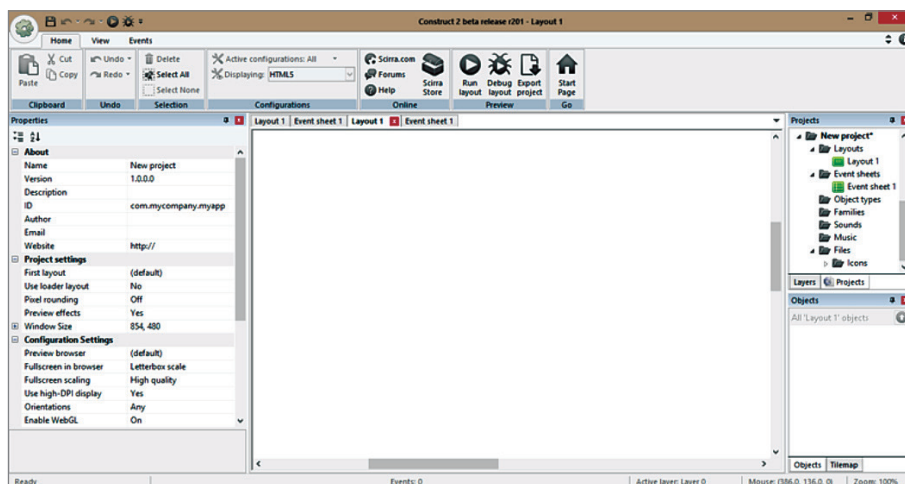 Construct 2 beta release r201 - Layout 1
Home View Events
Paste
Cut
Copy
Clipboard
Undo
Redo
Undo
Delete
Select All
Select None
Selection
Active configurations: All
Displaying: HTML5
Configurations
Scirra.com
Forums
Help
Scirra Store
Online
Run layout
Debug layout
Export project
Preview
Start Page
Go
Properties
About
Name New project
Version 1.0.0.0
Description
ID com.mycompany.myapp
Author
Email
Website http://
Project settings
First layout (default)
Use loader layout No
Pixel rounding Off
Preview effects Yes
Window Size 854, 480
Configuration Settings
Preview browser (default)
Fullscreen in browser Letterbox scale
Fullscreen scaling High quality
Use high-DPI display Yes
Orientations Any
Enable WebGL On
Layout 1 Event sheet 1 Layout 1 Event sheet 1
Projects
New project*
Layouts
Layout 1
Event sheets
Event sheet 1
Object types
Families
Sounds
Music
Files
Icons
Layers Projects
Objects
All 'Layout 1' objects
Objects Tilemap
Ready Events: 0 Active layer: Layer 0 Mouse: (386.0, 136.0, 0) Zoom: 100%